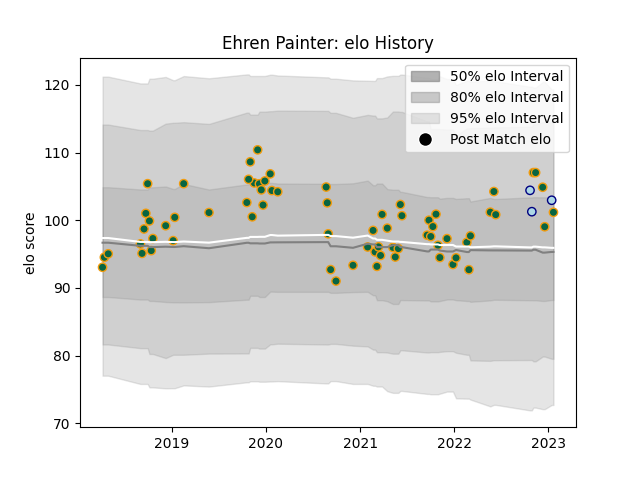 Ehren Painter: elo History
50% elo Interval
80% elo Interval
95% elo Interval
Post Match elo
elo score
120
110
100
90
80
70
2019
2020
2021
2022
2023